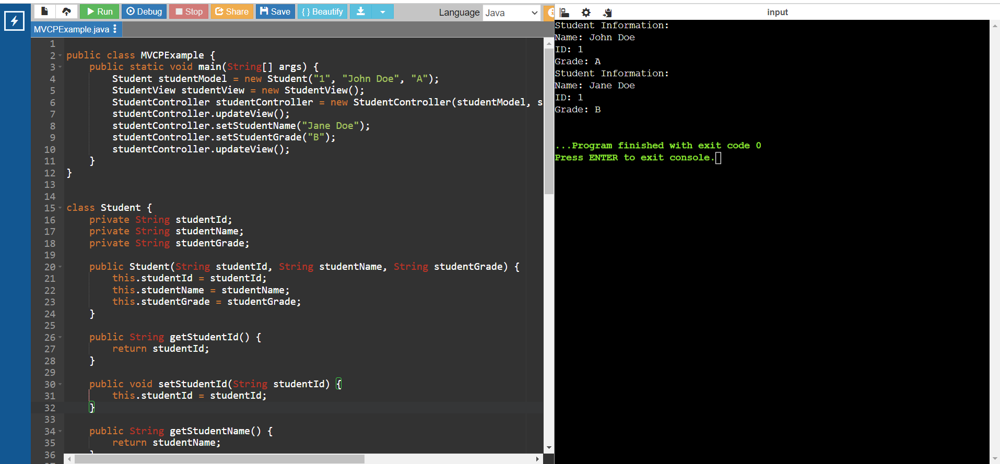 Run Debug Stop Share Save { } Beautify Language Java
MVCPExample.java
1
2 public class MVCPExample {
3     public static void main(String[] args) {
4         Student studentModel = new Student("1", "John Doe", "A");
5         StudentView studentView = new StudentView();
6         StudentController studentController = new StudentController(studentModel, s
7         studentController.updateView();
8         studentController.setStudentName("Jane Doe");
9         studentController.setStudentGrade("B");
10         studentController.updateView();
11     }
12 }
13
14
15 class Student {
16     private String studentId;
17     private String studentName;
18     private String studentGrade;
19
20     public Student(String studentId, String studentName, String studentGrade) {
21         this.studentId = studentId;
22         this.studentName = studentName;
23         this.studentGrade = studentGrade;
24     }
25
26     public String getStudentId() {
27         return studentId;
28     }
29
30     public void setStudentId(String studentId) {
31         this.studentId = studentId;
32     }
33
34     public String getStudentName() {
35         return studentName;
36     }
input
Student Information:
Name: John Doe
ID: 1
Grade: A
Student Information:
Name: Jane Doe
ID: 1
Grade: B
...Program finished with exit code 0
Press ENTER to exit console.